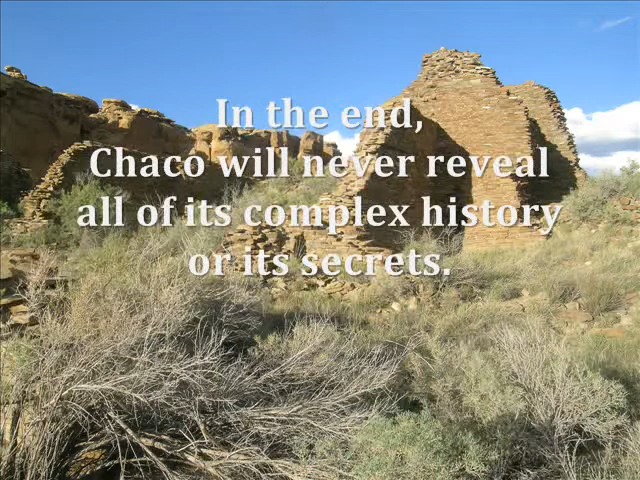 In the end,
Chaco will never reveal
all of its complex history
or its secrets.